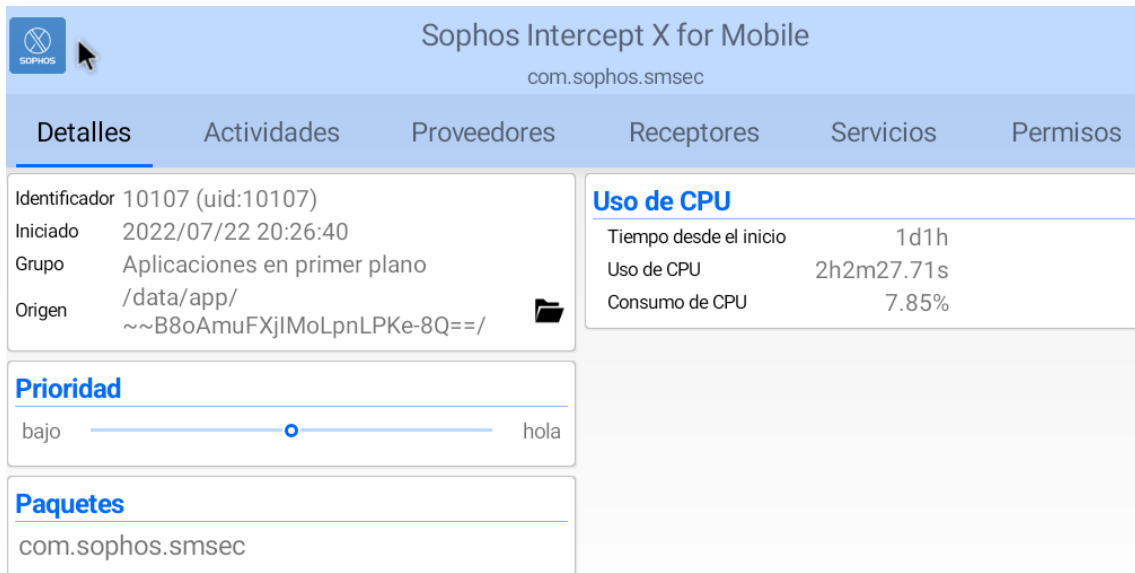 SOPHOS
Sophos Intercept X for Mobile
com.sophos.smsec
Detalles Actividades Proveedores Receptores Servicios Permisos
Identificador 10107 (uid:10107)
Iniciado 2022/07/22 20:26:40
Grupo Aplicaciones en primer plano
Origen /data/app/
~~B8oAmuFXjIMoLpnLPKe-8Q==/
Prioridad
bajo hola
Paquetes
com.sophos.smsec
Uso de CPU
Tiempo desde el inicio 1d1h
Uso de CPU 2h2m27.71s
Consumo de CPU 7.85%